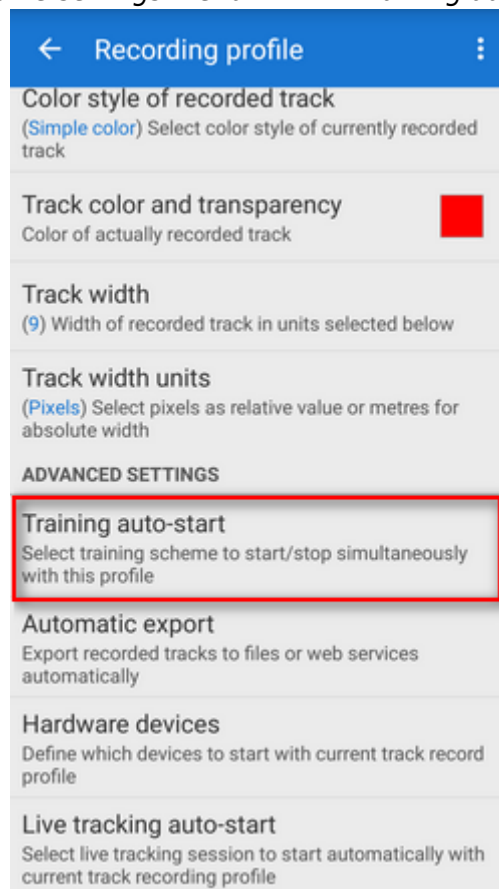 Recording profile
Color style of recorded track
(Simple color) Select color style of currently recorded
track
Track color and transparency
Color of actually recorded track
Track width
(9) Width of recorded track in units selected below
Track width units
(Pixels) Select pixels as relative value or metres for
absolute width
ADVANCED SETTINGS
Training auto-start
Select training scheme to start/stop simultaneously
with this profile
Automatic export
Export recorded tracks to files or web services
automatically
Hardware devices
Define which devices to start with current track record
profile
Live tracking auto-start
Select live tracking session to start automatically with
current track recording profile